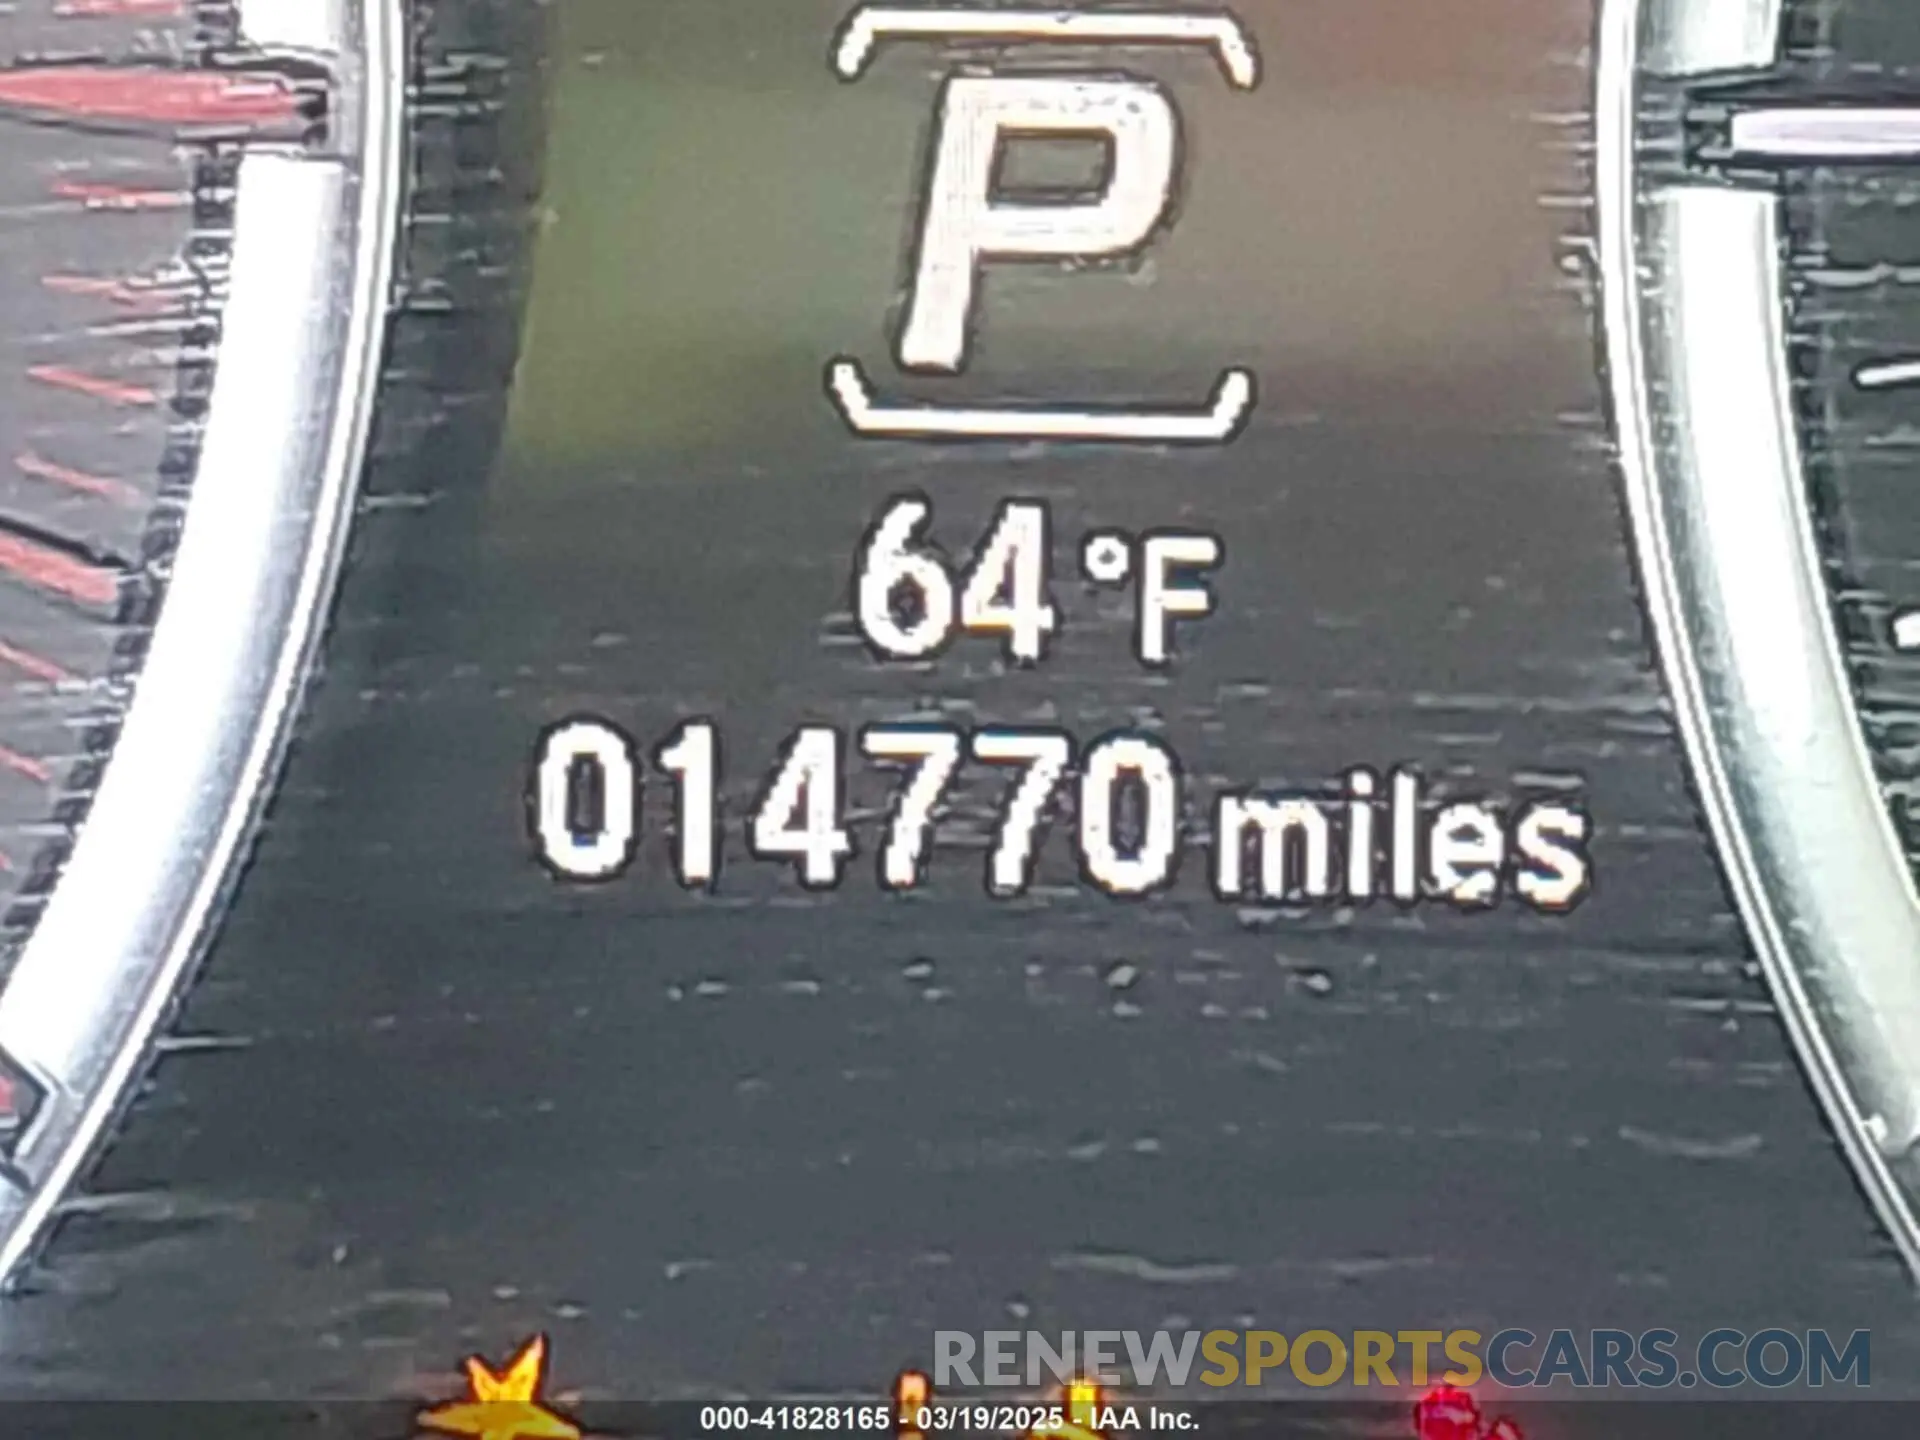 P
64 °F
014770 miles
RENEWSPORTSCARS.COM
000-41828165 - 03/19/2025 - IAA Inc.